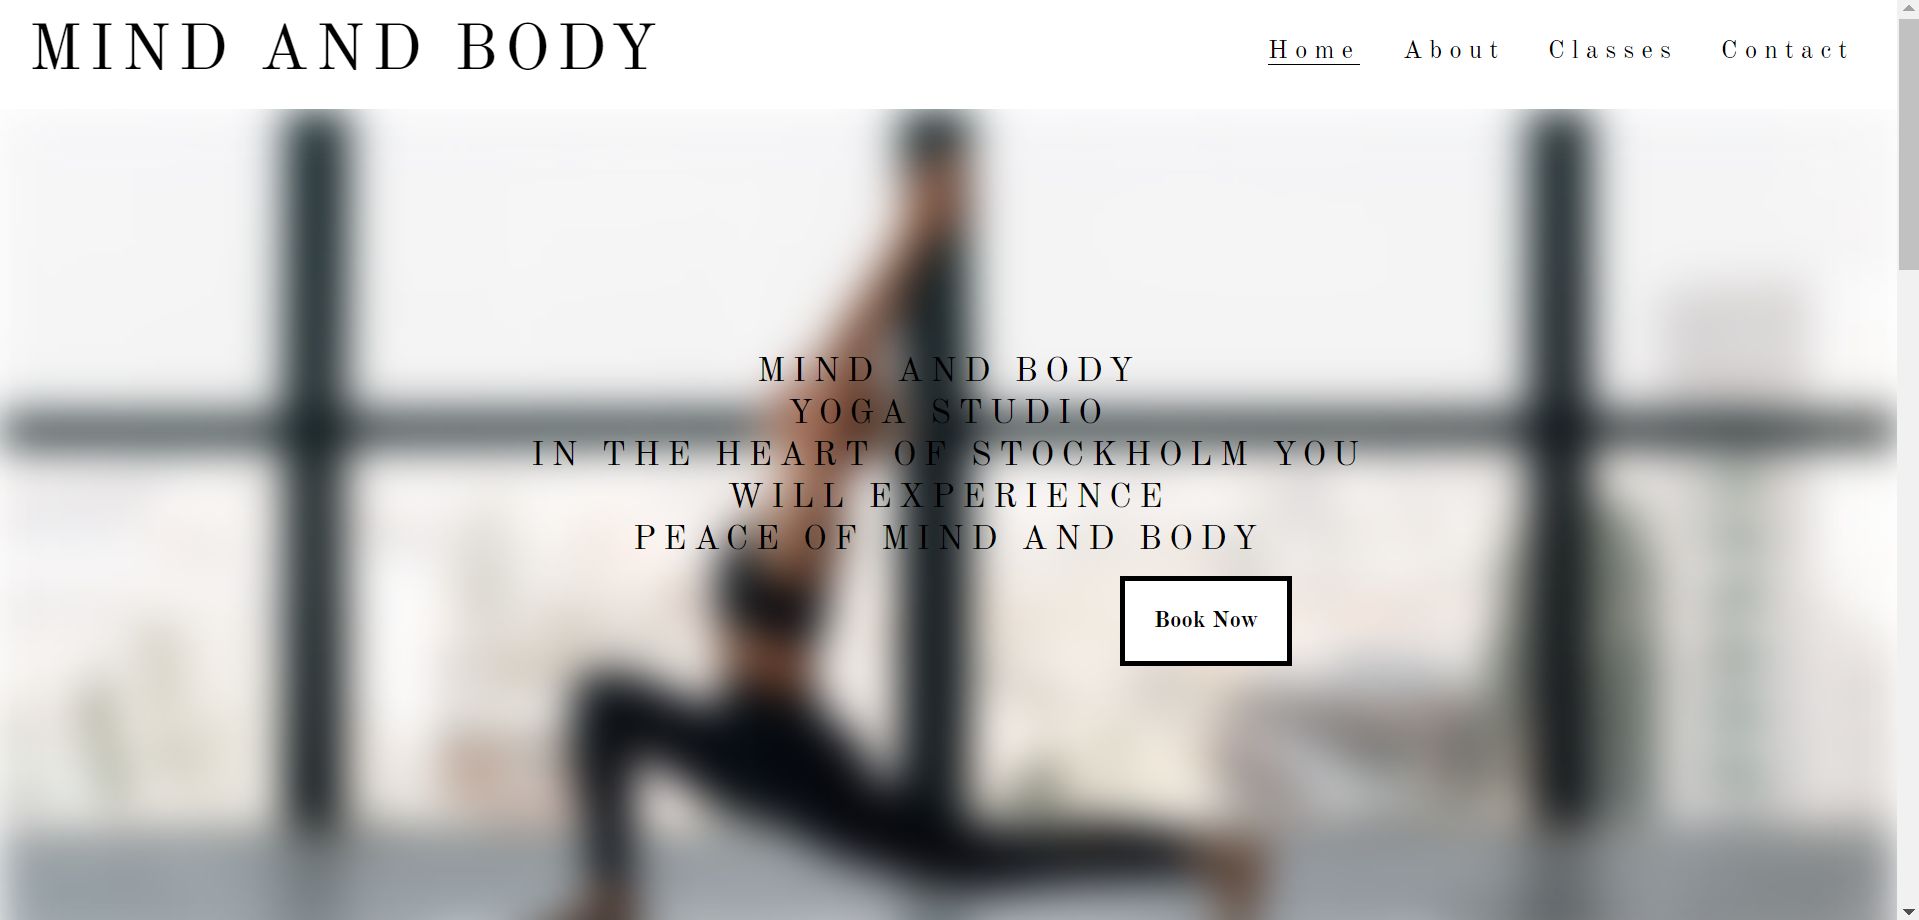 MIND AND BODY
Home About Classes Contact
MIND AND BODY
YOGA STUDIO
IN THE HEART OF STOCKHOLM YOU
WILL EXPERIENCE
PEACE OF MIND AND BODY
Book Now